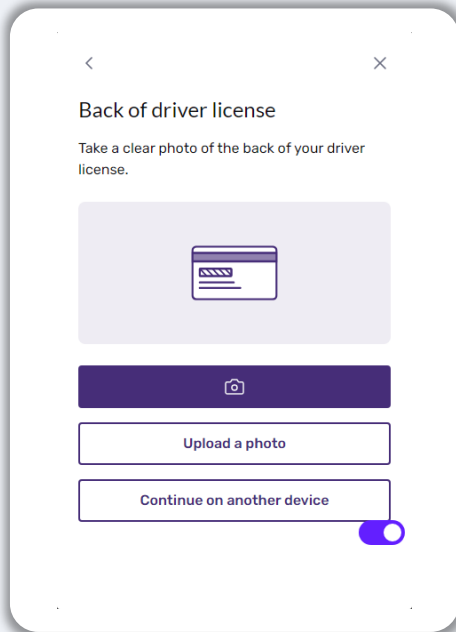 Back of driver license
Take a clear photo of the back of your driver
license.
Upload a photo
Continue on another device